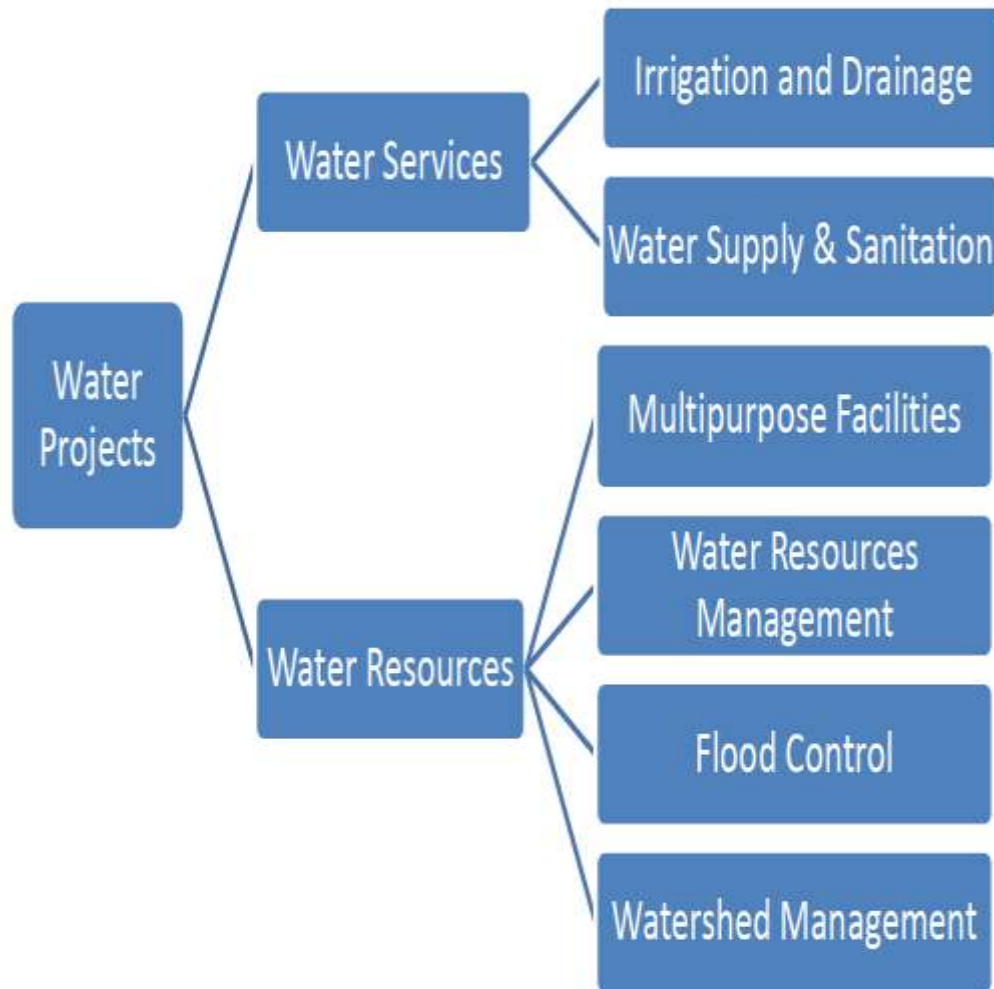 Water
Projects
Water Services
Irrigation and Drainage
Water Supply & Sanitation
Water Resources
Multipurpose Facilities
Water Resources
Management
Flood Control
Watershed Management